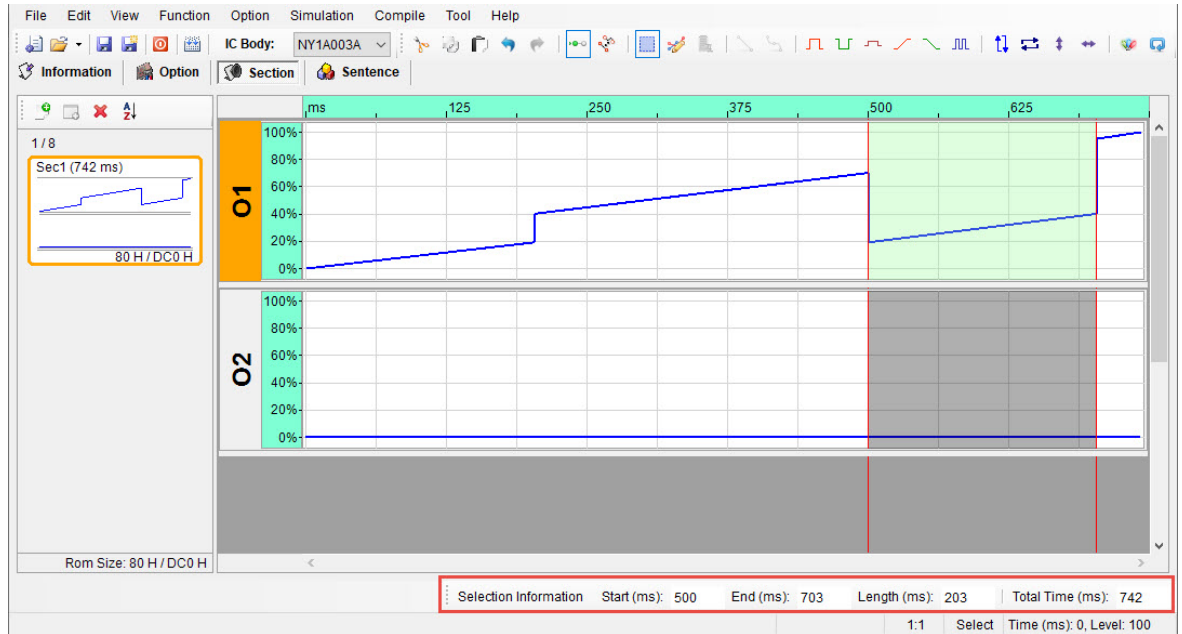 File Edit View Function Option Simulation Compile Tool Help
IC Body: NY1A003A
Information Option Section Sentence
1 / 8
Sec1 (742 ms)
80 H / DC0 H
Rom Size: 80 H / DC0 H
,ms ,125 ,250 ,375 ,500 ,625
O1
100%
80%
60%
40%
20%
0%
O2
100%
80%
60%
40%
20%
0%
Selection Information Start (ms): 500 End (ms): 703 Length (ms): 203 Total Time (ms): 742
1:1 Select Time (ms): 0, Level: 100